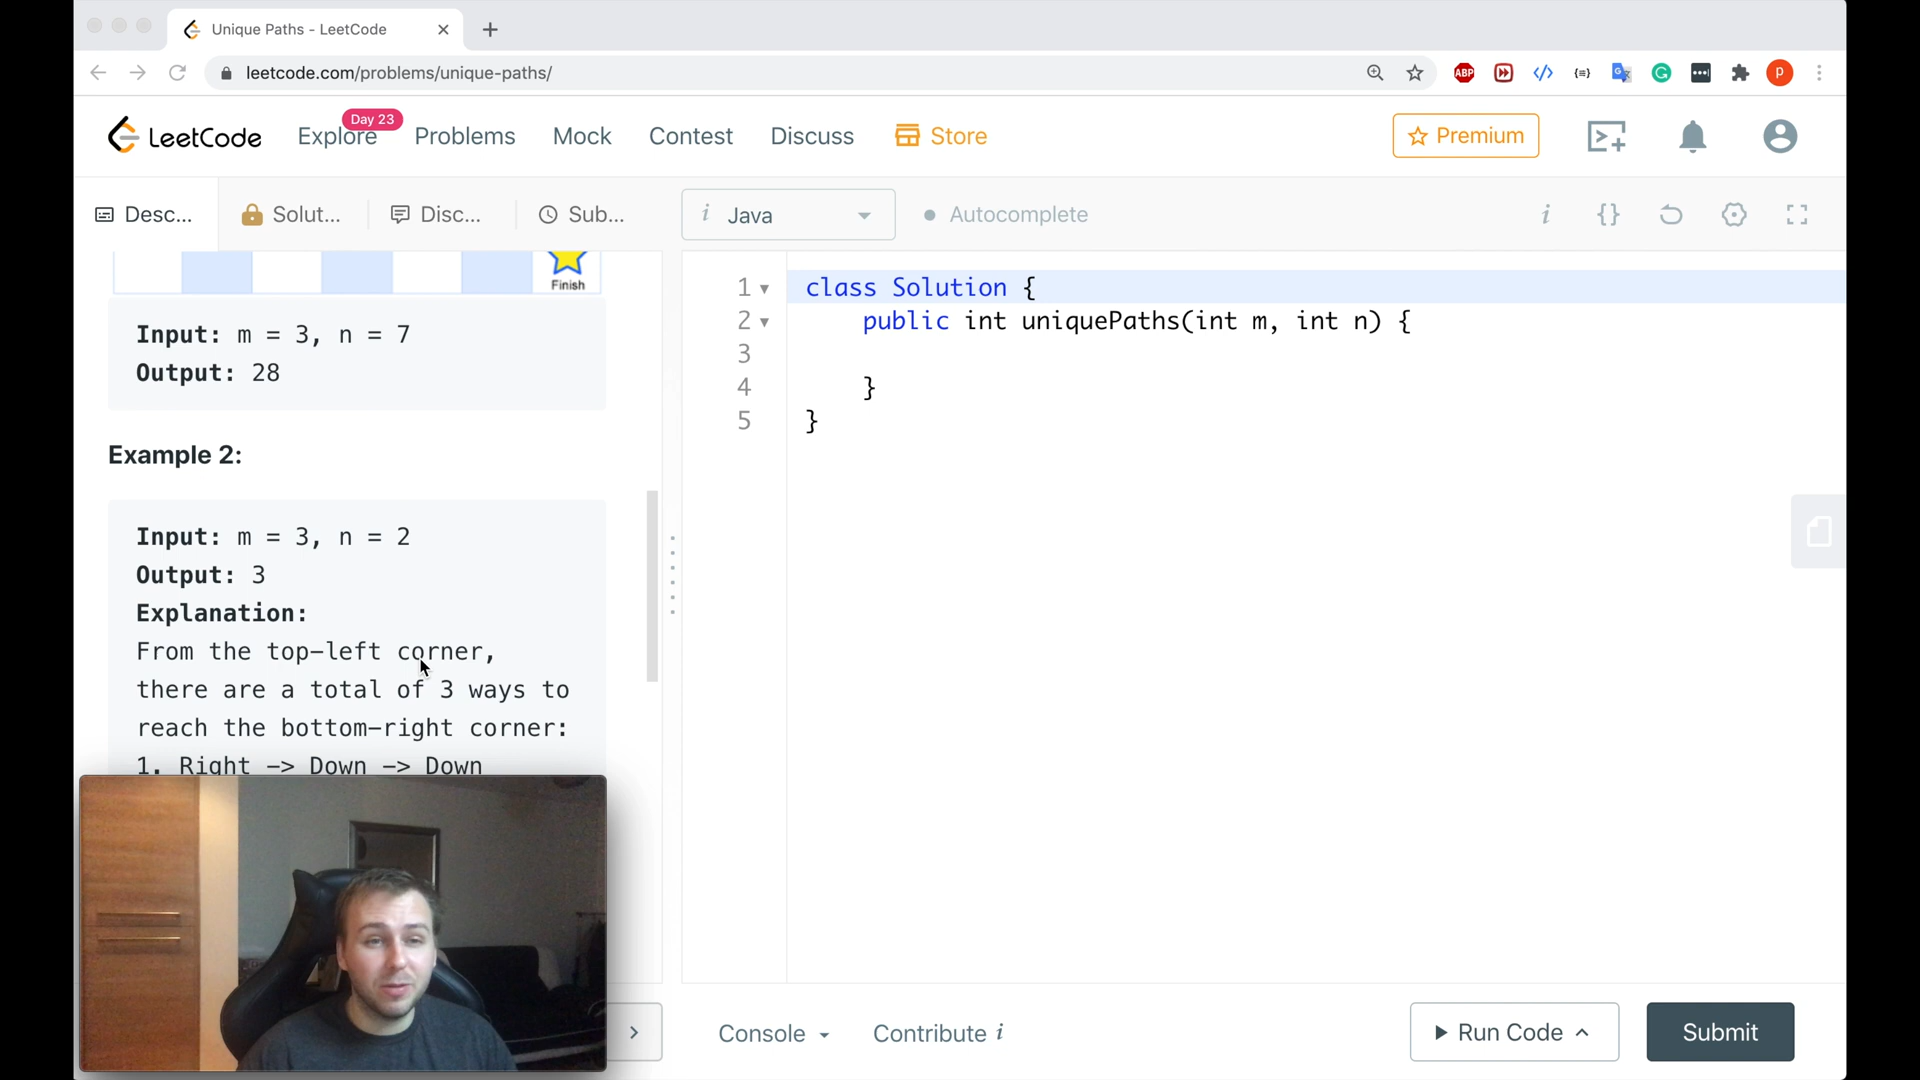 Unique Paths - LeetCode
leetcode.com/problems/unique-paths/
ABP
P
LeetCode
Explore
Day 23
Problems
Mock
Contest
Discuss
Store
Premium
Desc...
Solut...
Disc...
Sub...
i Java
Autocomplete
i {}
Finish
Input: m = 3, n = 7
Output: 28
Example 2:
Input: m = 3, n = 2
Output: 3
Explanation:
From the top-left corner,
there are a total of 3 ways to
reach the bottom-right corner:
1. Right -> Down -> Down
1 class Solution {
2 public int uniquePaths(int m, int n) {
3
4 }
5 }
Console
Contribute i
Run Code
Submit